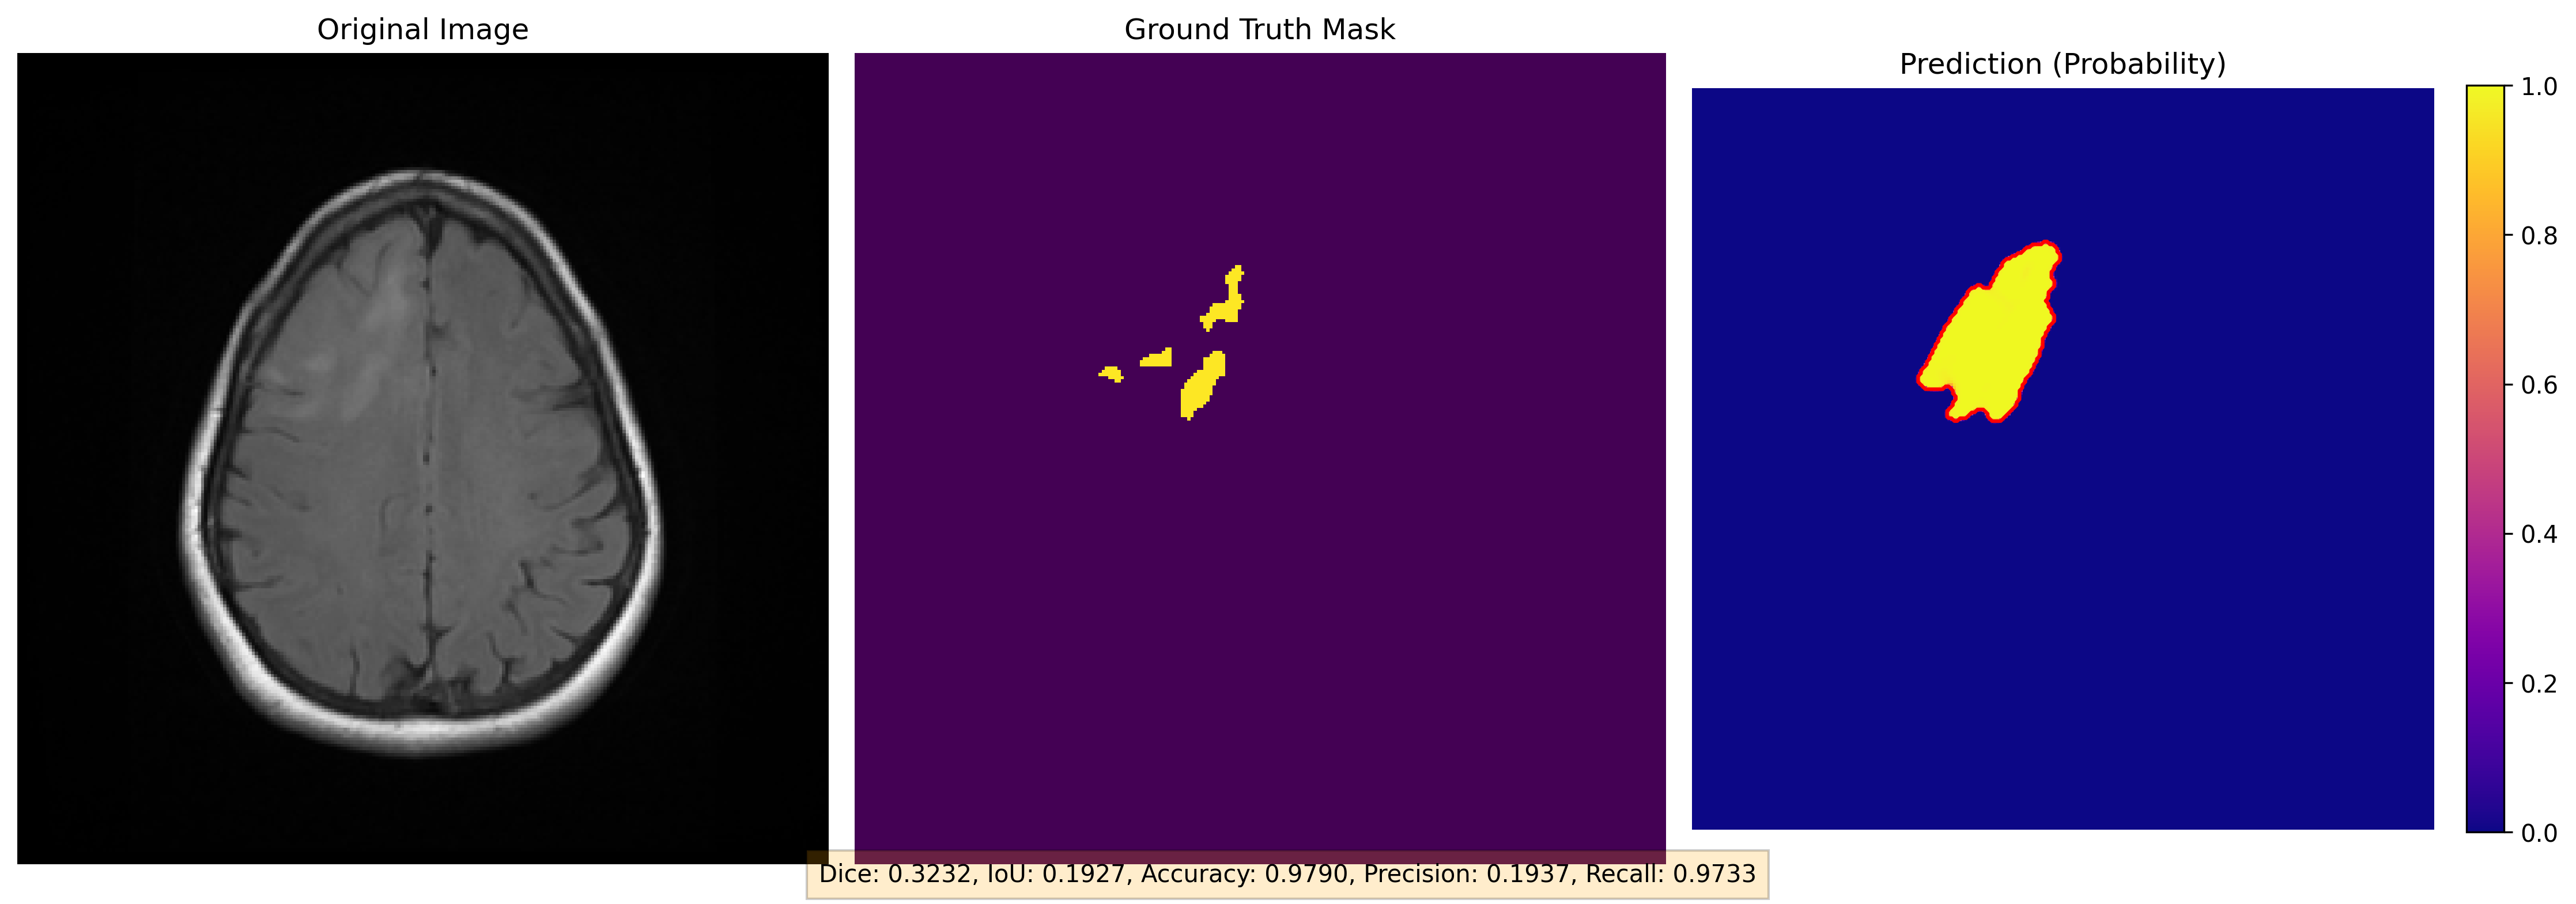 Original Image
Ground Truth Mask
Prediction (Probability)
1.0
0.8
0.6
0.4
0.2
0.0
Dice: 0.3232, IoU: 0.1927, Accuracy: 0.9790, Precision: 0.1937, Recall: 0.9733